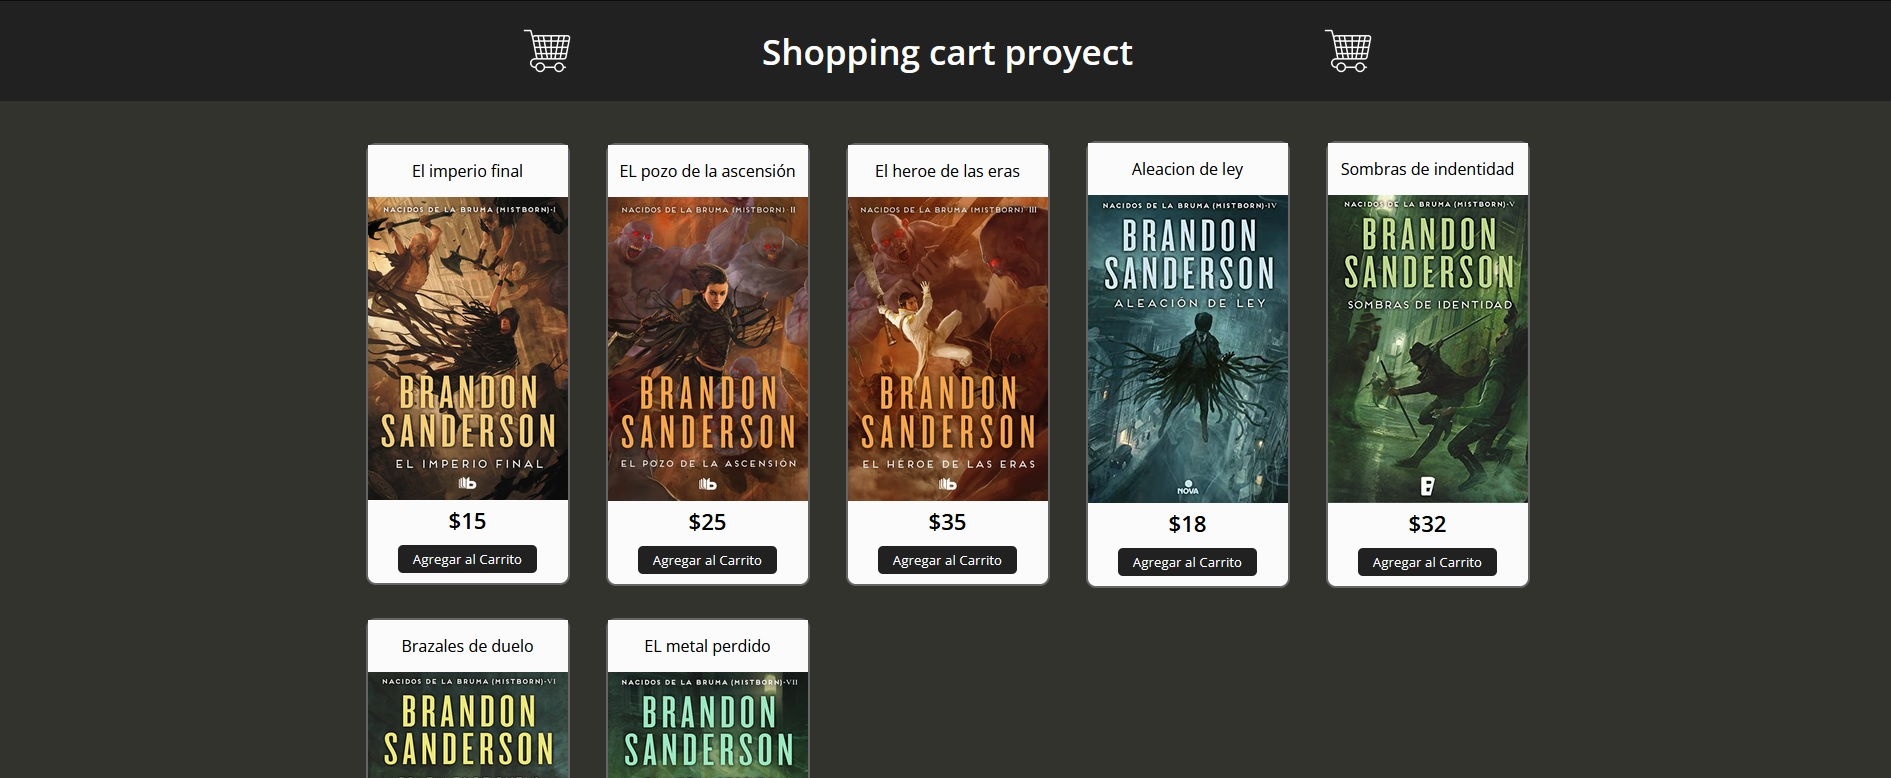 Shopping cart proyect
El imperio final
NACIDOS DE LA BRUMA (MISTBORN)-I
BRANDON
SANDERSON
EL IMPERIO FINAL
b
$15
Agregar al Carrito
EL pozo de la ascensión
NACIDOS DE LA BRUMA (MISTBORN)-II
BRANDON
SANDERSON
EL POZO DE LA ASCENSIÓN
b
$25
Agregar al Carrito
El heroe de las eras
NACIDOS DE LA BRUMA (MISTBORN) III
BRANDON
SANDERSON
EL HÉROE DE LAS ERAS
b
$35
Agregar al Carrito
Aleacion de ley
NACIDOS DE LA BRUMA (MISTBORN)-IV
BRANDON
SANDERSON
ALEACIÓN DE LEY
NOVA
$18
Agregar al Carrito
Sombras de indentidad
NACIDOS DE LA BRUMA (MISTBORN)-V
BRANDON
SANDERSON
SOMBRAS DE IDENTIDAD
B
$32
Agregar al Carrito
Brazales de duelo
NACIDOS DE LA BRUMA (MISTBORN)-VI
BRANDON
SANDERSON
EL metal perdido
NACIDOS DE LA BRUMA (MISTBORN)-VII
BRANDON
SANDERSON